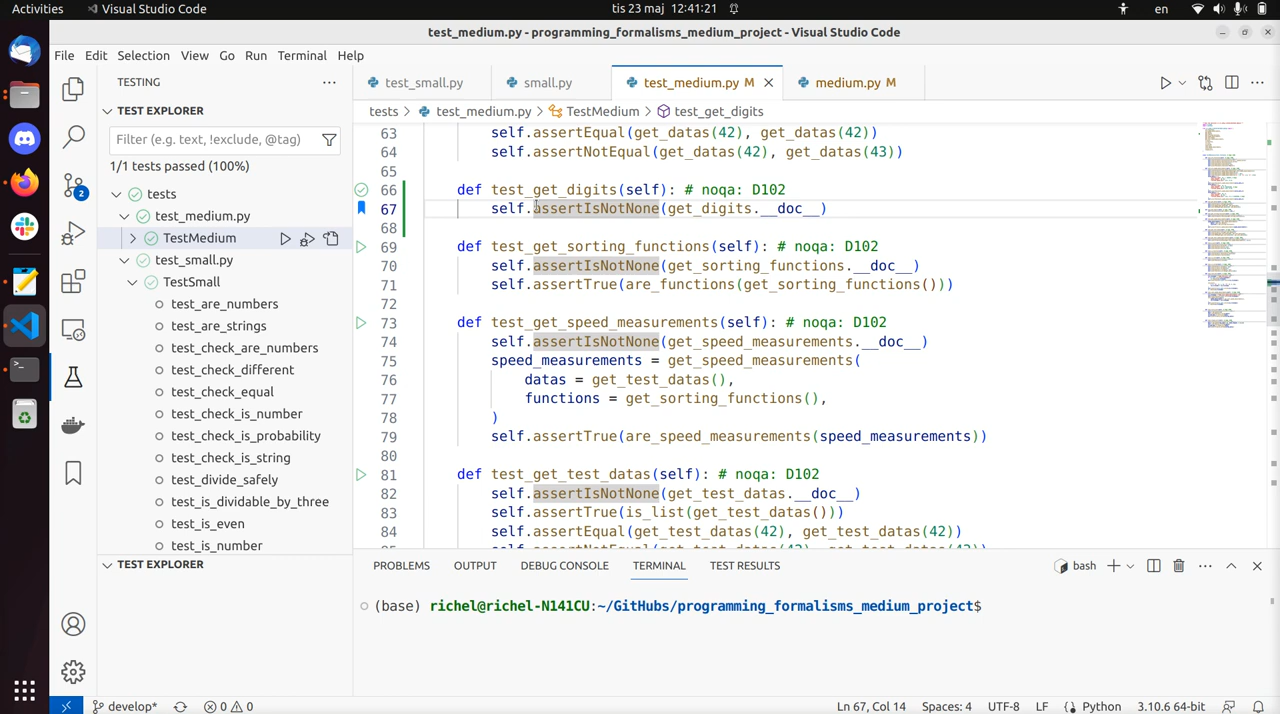 Activities Visual Studio Code tis 23 maj 12:41:21 en
test_medium.py - programming_formalisms_medium_project - Visual Studio Code
File Edit Selection View Go Run Terminal Help
TESTING
test_small.py small.py test_medium.py M medium.py M
TEST EXPLORER
tests > test_medium.py > TestMedium > test_get_digits
Filter (e.g. text, !exclude, @tag)
1/1 tests passed (100%)
tests
test_medium.py
TestMedium
test_small.py
TestSmall
test_are_numbers
test_are_strings
test_check_are_numbers
test_check_different
test_check_equal
test_check_is_number
test_check_is_probability
test_check_is_string
test_divide_safely
test_is_dividable_by_three
test_is_even
test_is_number
TEST EXPLORER
2
63 self.assertEqual(get_datas(42), get_datas(42))
64 self.assertNotEqual(get_datas(42), get_datas(43))
65
66 def test_get_digits(self): # noqa: D102
67 self.assertIsNotNone(get_digits.__doc__)
68
69 def test_get_sorting_functions(self): # noqa: D102
70 self.assertIsNotNone(get_sorting_functions.__doc__)
71 self.assertTrue(are_functions(get_sorting_functions()))
72
73 def test_get_speed_measurements(self): # noqa: D102
74 self.assertIsNotNone(get_speed_measurements.__doc__)
75 speed_measurements = get_speed_measurements(
76 datas = get_test_datas(),
77 functions = get_sorting_functions(),
78 )
79 self.assertTrue(are_speed_measurements(speed_measurements))
80
81 def test_get_test_datas(self): # noqa: D102
82 self.assertIsNotNone(get_test_datas.__doc__)
83 self.assertTrue(is_list(get_test_datas()))
84 self.assertEqual(get_test_datas(42), get_test_datas(42))
85 self.assertNotEqual(get_test_datas(42), get_test_datas(43))
PROBLEMS OUTPUT DEBUG CONSOLE TERMINAL TEST RESULTS bash
(base) richel@richel-N141CU:~/GitHubs/programming_formalisms_medium_project$
develop* 0 0 Ln 67, Col 14 Spaces: 4 UTF-8 LF Python 3.10.6 64-bit